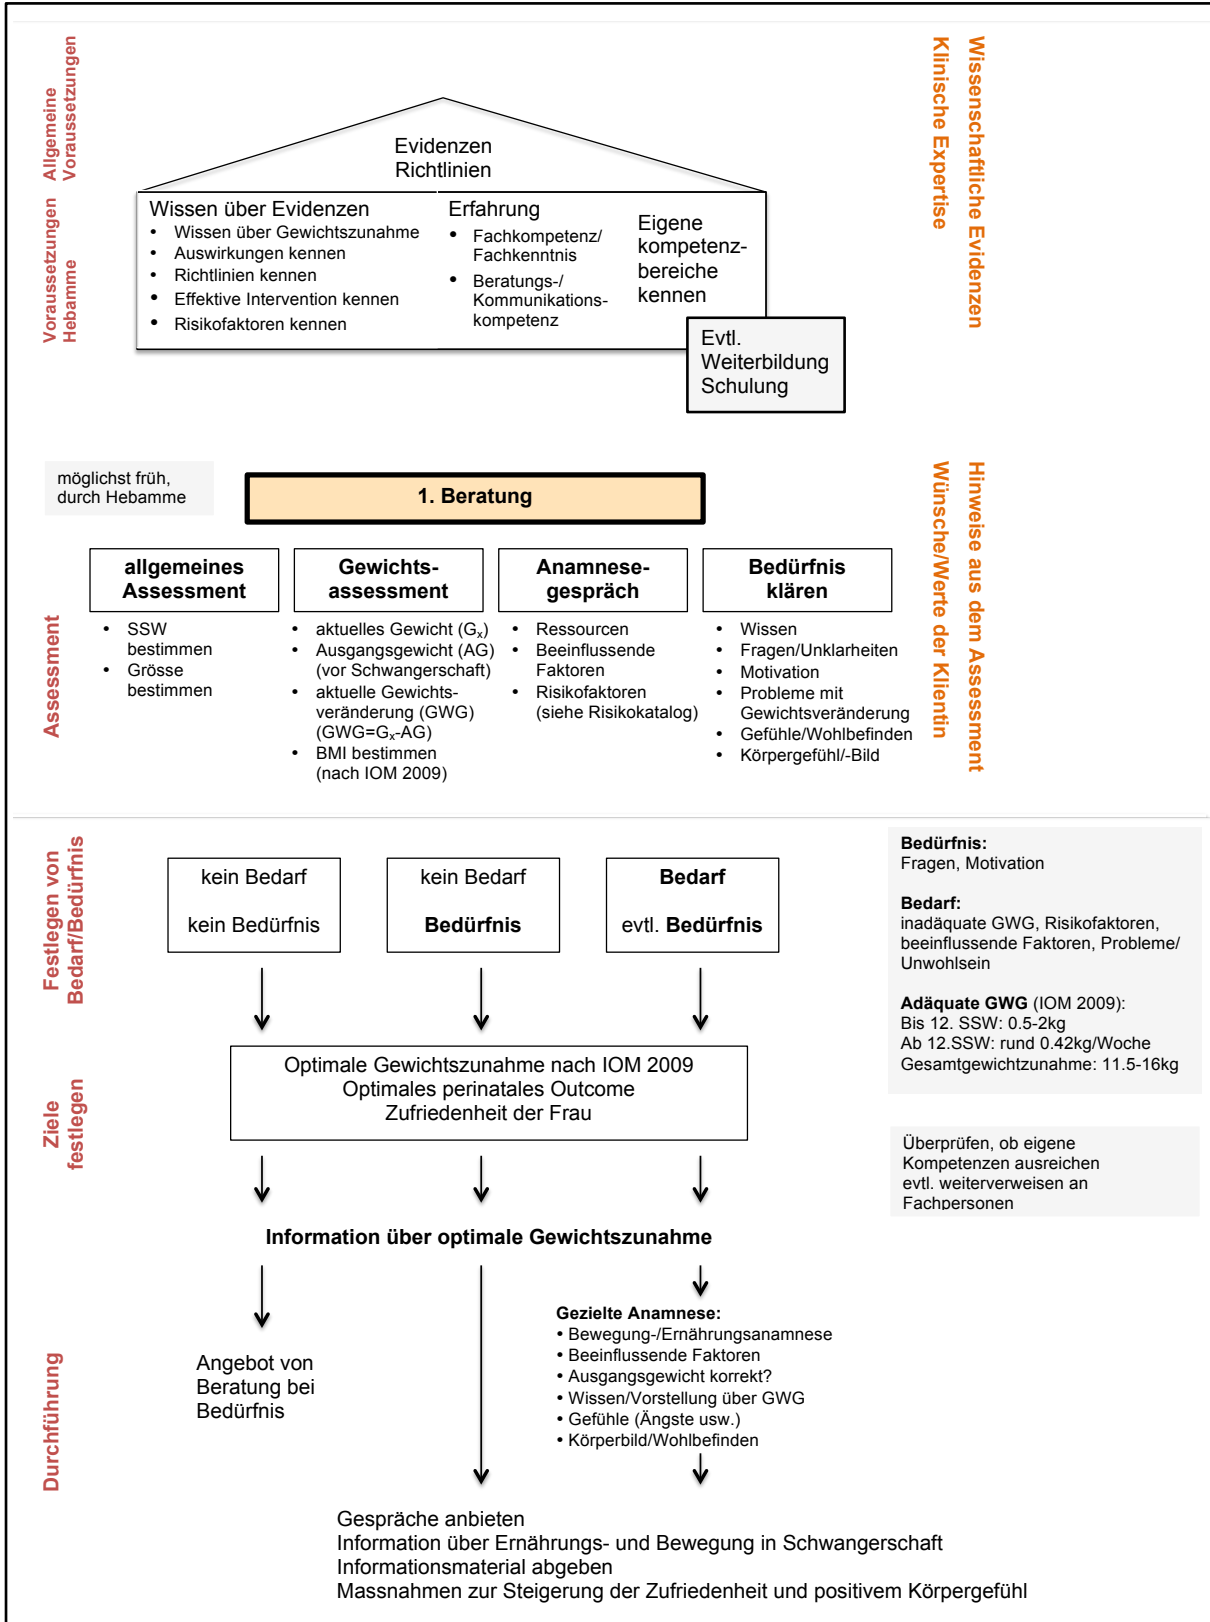 Allgemeine
Voraussetzungen
Klinische Expertise
Wissenschaftliche Evidenzen
Evidenzen
Richtlinien
Voraussetzungen
Hebamme
Wissen über Evidenzen
• Wissen über Gewichtszunahme
• Auswirkungen kennen
• Richtlinien kennen
• Effektive Intervention kennen
• Risikofaktoren kennen
Erfahrung
• Fachkompetenz/
Fachkenntnis
• Beratungs-/
Kommunikations-
kompetenz
Eigene
kompetenz-
bereiche
kennen
Evtl.
Weiterbildung
Schulung
möglichst früh,
durch Hebamme
1. Beratung
Wünsche/Werte der Klientin
Hinweise aus dem Assessment
Assessment
allgemeines
Assessment
• SSW
bestimmen
• Grösse
bestimmen
Gewichts-
assessment
• aktuelles Gewicht (Gx)
• Ausgangsgewicht (AG)
(vor Schwangerschaft)
• aktuelle Gewichts-
veränderung (GWG)
(GWG=Gx-AG)
• BMI bestimmen
(nach IOM 2009)
Anamnese-
gespräch
• Ressourcen
• Beeinflussende
Faktoren
• Risikofaktoren
(siehe Risikokatalog)
Bedürfnis
klären
• Wissen
• Fragen/Unklarheiten
• Motivation
• Probleme mit
Gewichtsveränderung
• Gefühle/Wohlbefinden
• Körpergefühl/-Bild
Festlegen von
Bedarf/Bedürfnis
kein Bedarf
kein Bedürfnis
kein Bedarf
Bedürfnis
Bedarf
evtl. Bedürfnis
Bedürfnis:
Fragen, Motivation
Bedarf:
inadäquate GWG, Risikofaktoren,
beeinflussende Faktoren, Probleme/
Unwohlsein
Adäquate GWG (IOM 2009):
Bis 12. SSW: 0.5-2kg
Ab 12.SSW: rund 0.42kg/Woche
Gesamtgewichtzunahme: 11.5-16kg
Ziele
festlegen
Optimale Gewichtszunahme nach IOM 2009
Optimales perinatales Outcome
Zufriedenheit der Frau
Überprüfen, ob eigene
Kompetenzen ausreichen
evtl. weiterverweisen an
Fachpersonen
Information über optimale Gewichtszunahme
Durchführung
Angebot von
Beratung bei
Bedürfnis
Gezielte Anamnese:
• Bewegung-/Ernährungsanamnese
• Beeinflussende Faktoren
• Ausgangsgewicht korrekt?
• Wissen/Vorstellung über GWG
• Gefühle (Ängste usw.)
• Körperbild/Wohlbefinden
Gespräche anbieten
Information über Ernährungs- und Bewegung in Schwangerschaft
Informationsmaterial abgeben
Massnahmen zur Steigerung der Zufriedenheit und positivem Körpergefühl